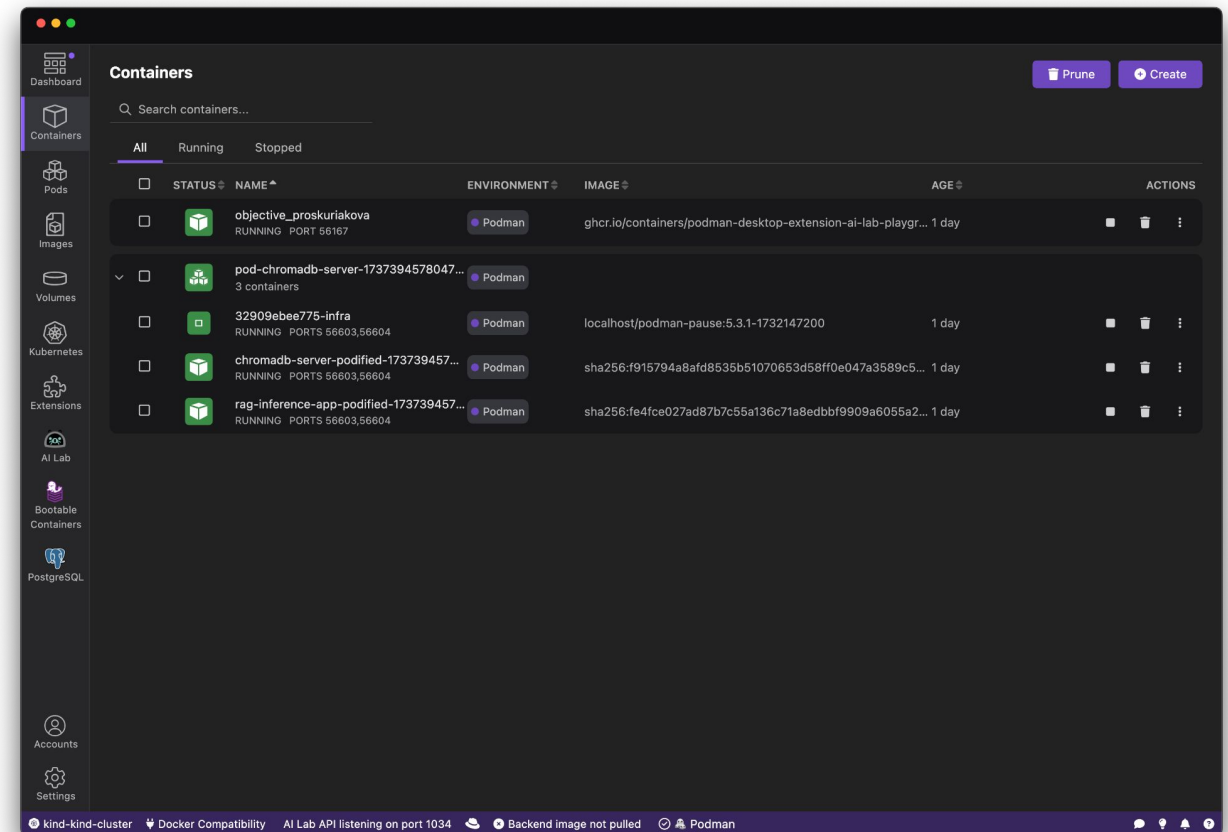 Dashboard
Containers
Pods
Images
Volumes
Kubernetes
Extensions
AI Lab
Bootable
Containers
PostgreSQL
Accounts
Settings
Containers
Prune
Create
Search containers...
All Running Stopped
STATUS NAME ENVIRONMENT IMAGE AGE ACTIONS
objective_proskuriakova
RUNNING PORT 56167
Podman
ghcr.io/containers/podman-desktop-extension-ai-lab-playgr... 1 day
pod-chromadb-server-1737394578047...
3 containers
Podman
32909ebee775-infra
RUNNING PORTS 56603,56604
Podman
localhost/podman-pause:5.3.1-1732147200 1 day
chromadb-server-podified-173739457...
RUNNING PORTS 56603,56604
Podman
sha256:f915794a8afd8535b51070653d58ff0e047a3589c5... 1 day
rag-inference-app-podified-173739457...
RUNNING PORTS 56603,56604
Podman
sha256:fe4fce027ad87b7c55a136c71a8edbbf9909a6055a2... 1 day
kind-kind-cluster Docker Compatibility AI Lab API listening on port 1034 Backend image not pulled Podman